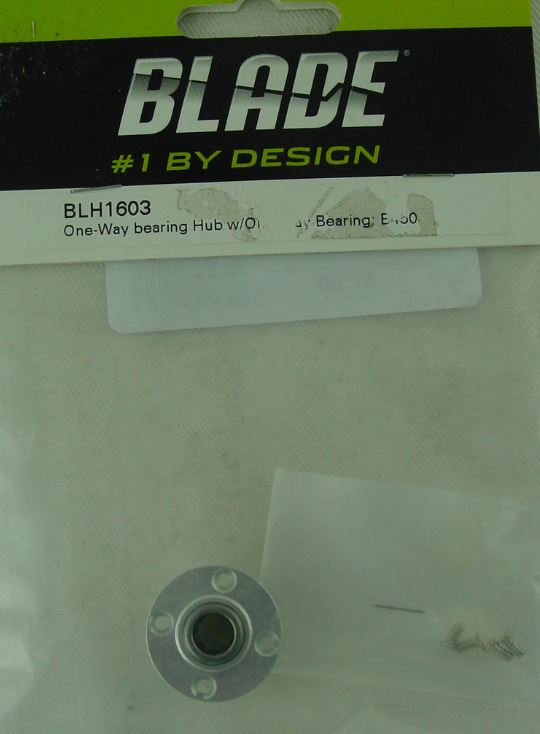 BLADE®
#1 BY DESIGN
BLH1603
One-Way bearing Hub w/ Bearing;